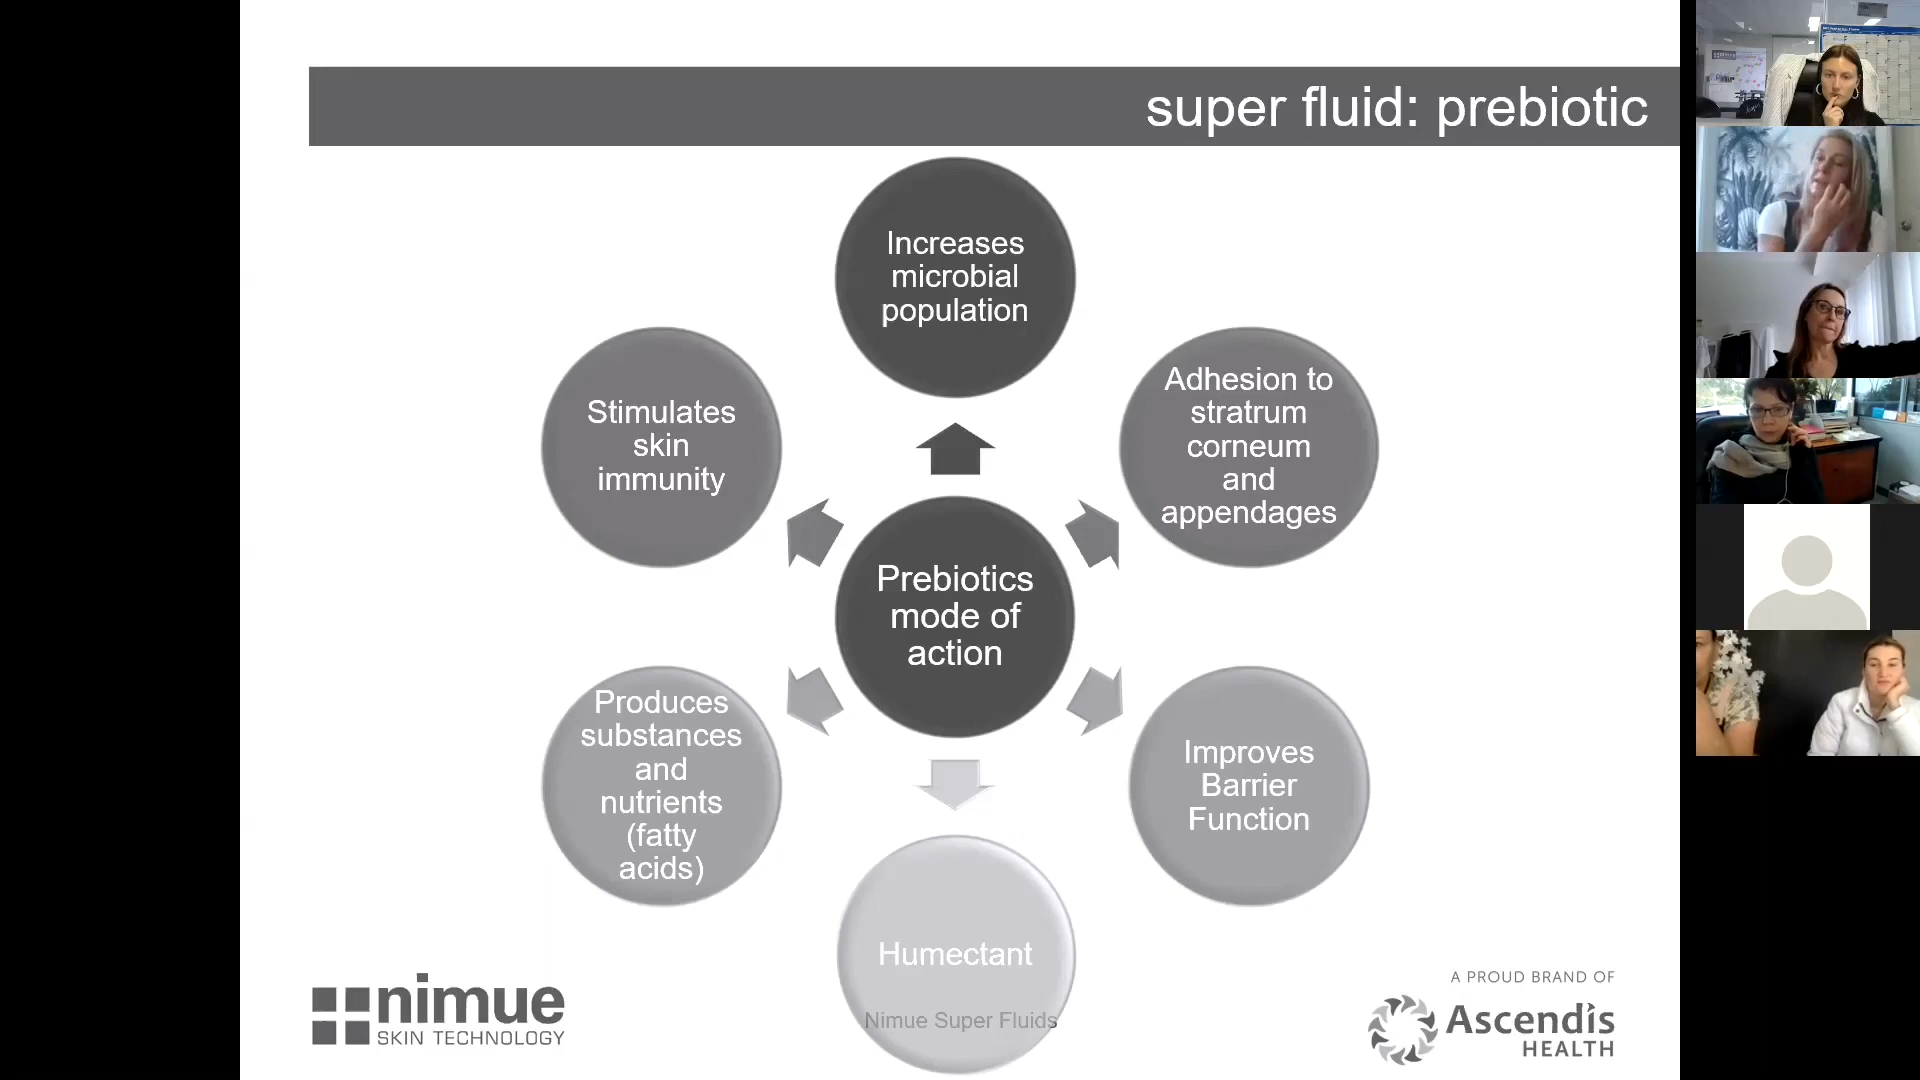 super fluid: prebiotic
Increases
microbial
population
Adhesion to
stratrum
corneum
and
appendages
Improves
Barrier
Function
Humectant
Nimue Super Fluids
Produces
substances
and
nutrients
(fatty
acids)
Stimulates
skin
immunity
Prebiotics
mode of
action
nimue
SKIN TECHNOLOGY
A PROUD BRAND OF
Ascendis
HEALTH